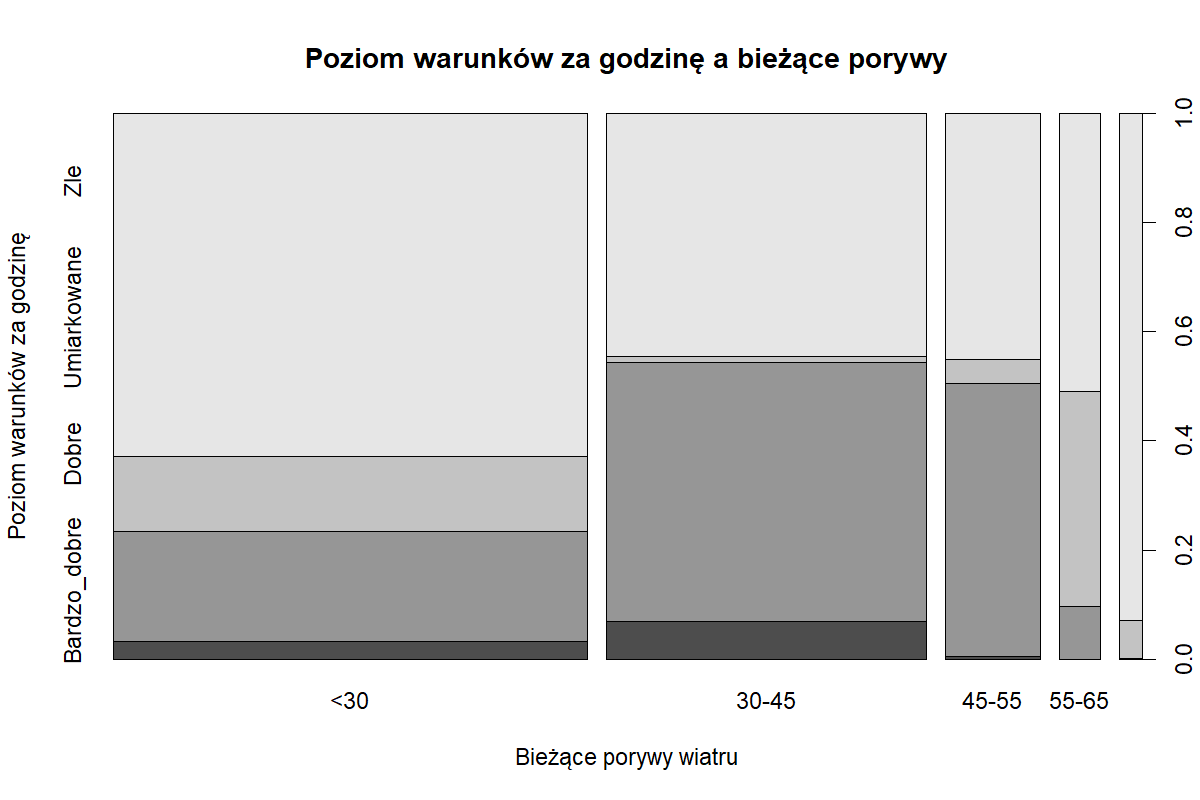 Poziom warunków za godzinę a bieżące porywy
Poziom warunków za godzinę
Zle
Umiarkowane
Dobre
Bardzo_dobre
1.0
0.8
0.6
0.4
0.2
0.0
<30
30-45
45-55
55-65
Bieżące porywy wiatru